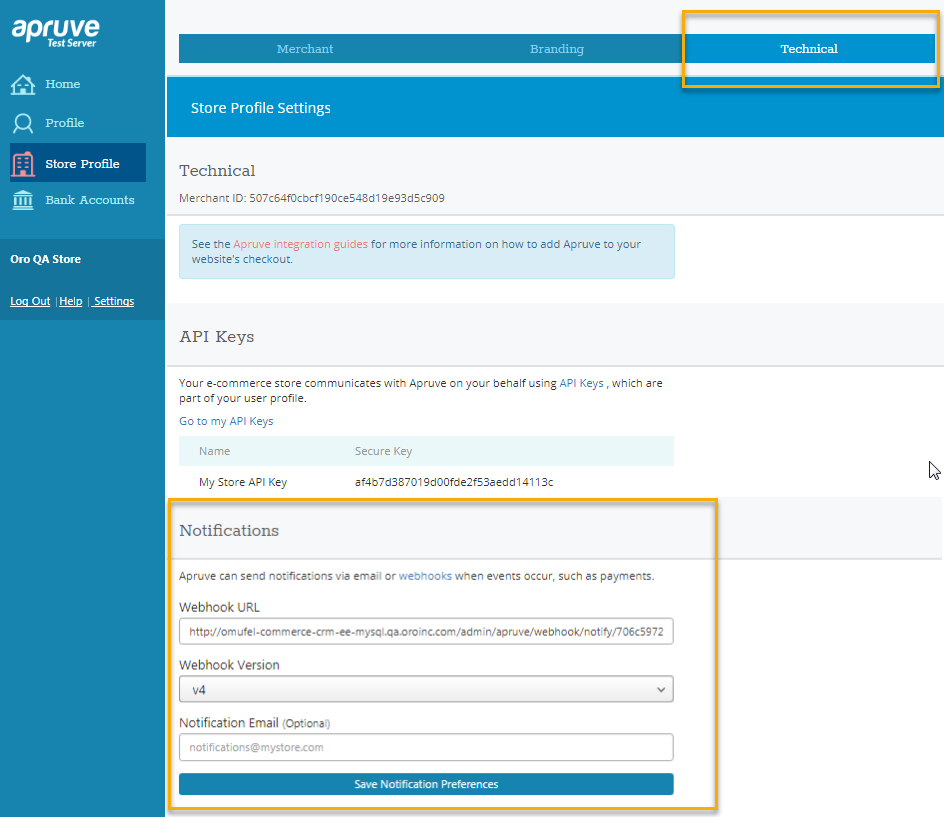 apruve
Test Server
Home
Profile
Store Profile
Bank Accounts
Oro QA Store
Log Out | Help | Settings
Merchant Branding Technical
Store Profile Settings
Technical
Merchant ID: 507c64f0cbcf190ce548d19e93d5c909
See the Apruve integration guides for more information on how to add Apruve to your
website's checkout.
API Keys
Your e-commerce store communicates with Apruve on your behalf using API Keys , which are
part of your user profile.
Go to my API Keys
Name Secure Key
My Store API Key af4b7d387019d00fde2f53aedd14113c
Notifications
Apruve can send notifications via email or webhooks when events occur, such as payments.
Webhook URL
http://omufel-commerce-crm-ee-mysql.qa.oroinc.com/admin/apruve/webhook/notify/706c5972
Webhook Version
v4
Notification Email (Optional)
notifications@mystore.com
Save Notification Preferences